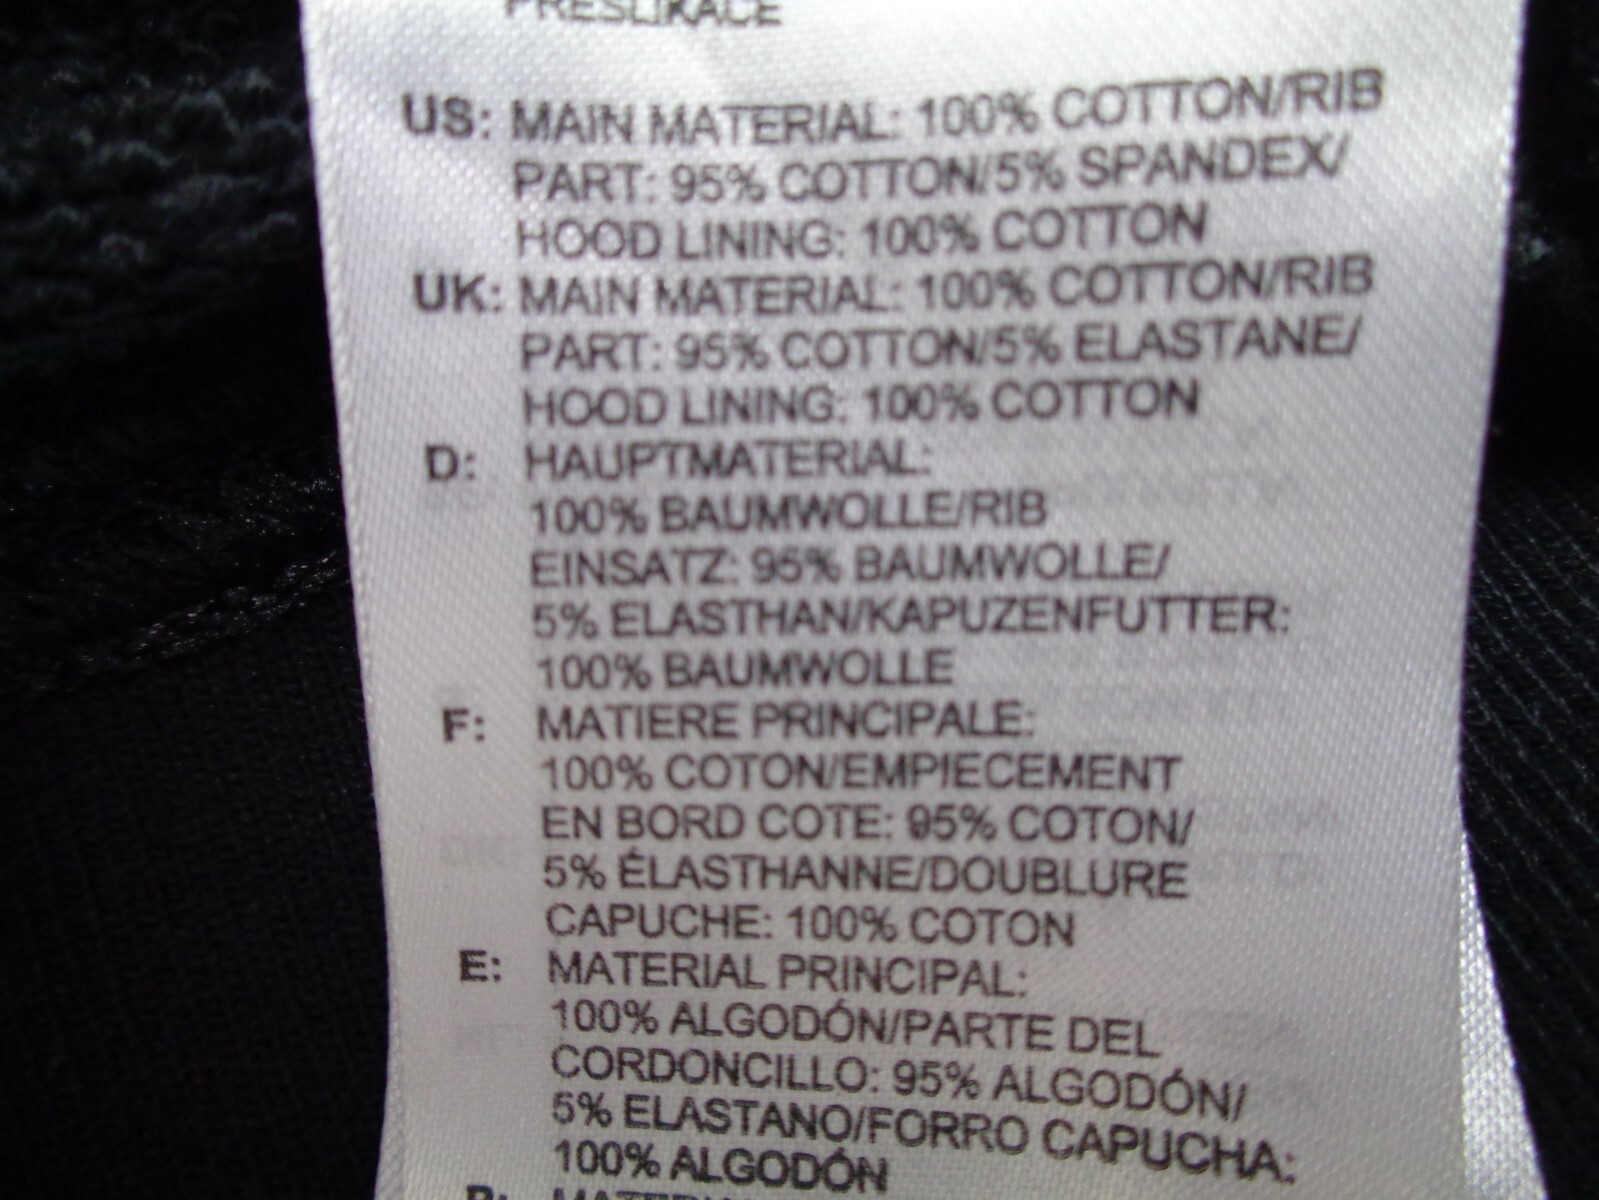 PRESLIKACE
US: MAIN MATERIAL: 100% COTTON/RIB
PART: 95% COTTON/5% SPANDEX/
HOOD LINING: 100% COTTON
UK: MAIN MATERIAL: 100% COTTON/RIB
PART: 95% COTTON/5% ELASTANE/
HOOD LINING: 100% COTTON
D: HAUPTMATERIAL:
100% BAUMWOLLE/RIB
EINSATZ: 95% BAUMWOLLE/
5% ELASTHAN/KAPUZENFUTTER:
100% BAUMWOLLE
F: MATIERE PRINCIPALE:
100% COTON/EMPIECEMENT
EN BORD COTE: 95% COTON/
5% ÉLASTHANNE/DOUBLURE
CAPUCHE: 100% COTON
E: MATERIAL PRINCIPAL:
100% ALGODÓN/PARTE DEL
CORDONCILLO: 95% ALGODÓN/
5% ELASTANO/FORRO CAPUCHA:
100% ALGODÓN